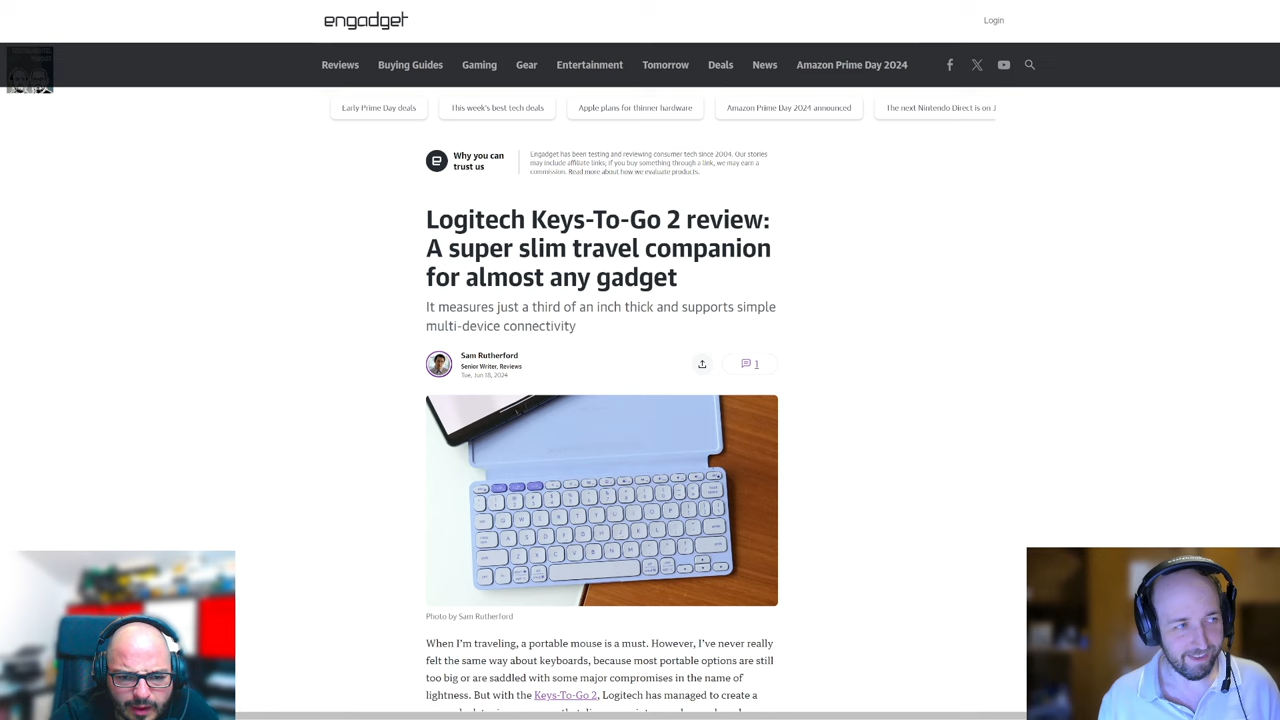 engadget
Login
Reviews Buying Guides Gaming Gear Entertainment Tomorrow Deals News Amazon Prime Day 2024
Early Prime Day deals This week's best tech deals Apple plans for thinner hardware Amazon Prime Day 2024 announced The next Nintendo Direct is on J
Why you can
trust us
Engadget has been testing and reviewing consumer tech since 2004. Our stories
may include affiliate links; if you buy something through a link, we may earn a
commission. Read more about how we evaluate products.
Logitech Keys-To-Go 2 review:
A super slim travel companion
for almost any gadget
It measures just a third of an inch thick and supports simple
multi-device connectivity
Sam Rutherford
Senior Writer, Reviews
Tue, Jun 18, 2024
1
Photo by Sam Rutherford
When I'm traveling, a portable mouse is a must. However, I've never really
felt the same way about keyboards, because most portable options are still
too big or are saddled with some major compromises in the name of
lightness. But with the Keys-To-Go 2, Logitech has managed to create a